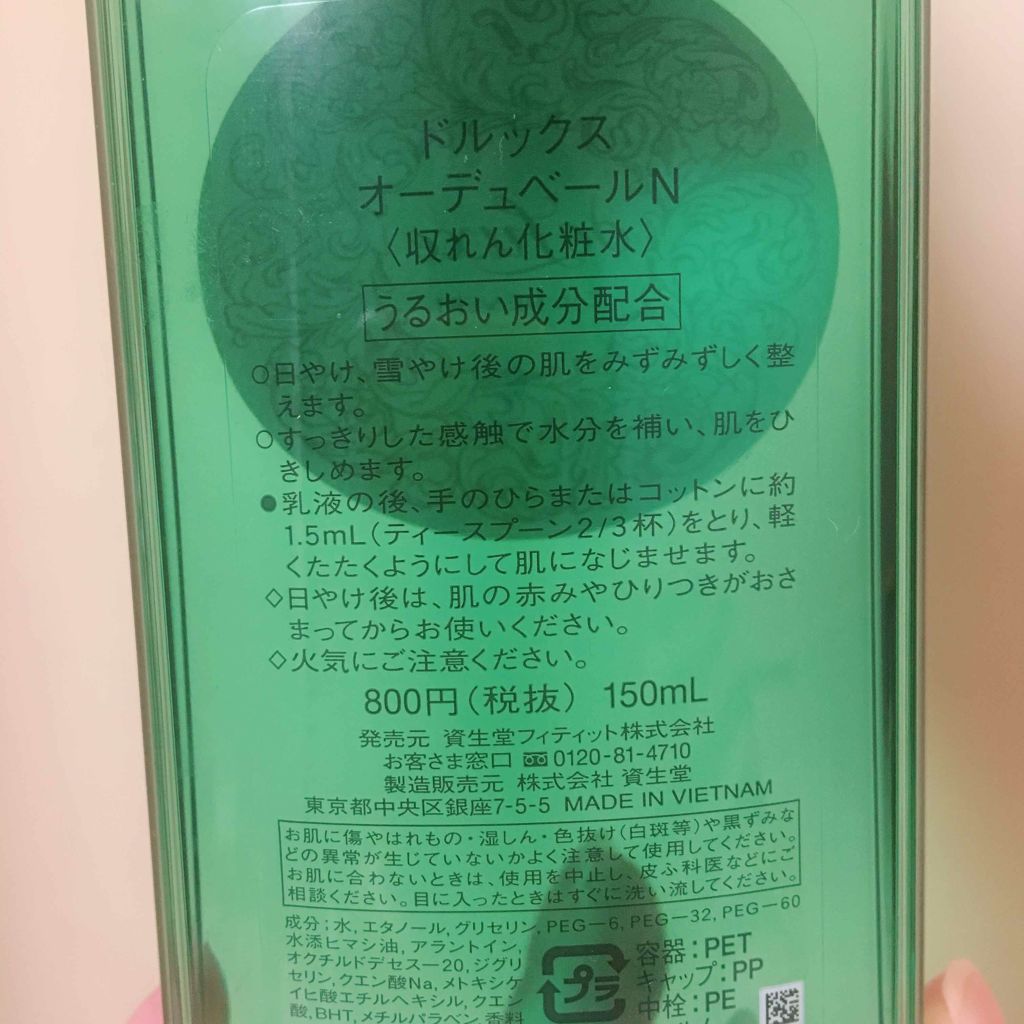 ドルックス
オーデュベールN
〈収れん化粧水〉
うるおい成分配合
○日やけ、雪やけ後の肌をみずみずしく整
えます。
○すっきりした感触で水分を補い、肌をひ
きしめます。
●乳液の後、手のひらまたはコットンに約
1.5mL(ティースプーン2/3杯)をとり、軽
くたたくようにして肌になじませます。
◇日やけ後は、肌の赤みやひりつきがおさ
まってからお使いください。
◇火気にご注意ください。
800円(税抜) 150mL
発売元 資生堂フィティット株式会社
お客さま窓口 0120-81-4710
製造販売元 株式会社 資生堂
東京都中央区銀座7-5-5 MADE IN VIETNAM
お肌に傷やはれもの・湿しん・色抜け(白斑等)や黒ずみな
どの異常が生じていないかよく注意して使用してください。
お肌に合わないときは、使用を中止し、皮ふ科医などにご
相談ください。目に入ったときはすぐに洗い流してください。
成分:水, エタノール, グリセリン, PEG-6, PEG-32, PEG-60
水添ヒマシ油, アラントイン,
オクチルドデセス-20, ジグリ
セリン, クエン酸Na, メトキシケ
イヒ酸エチルヘキシル, クエン
酸, BHT, メチルパラベン, 香料
プラ
容器:PET
キャップ:PP
中栓:PE